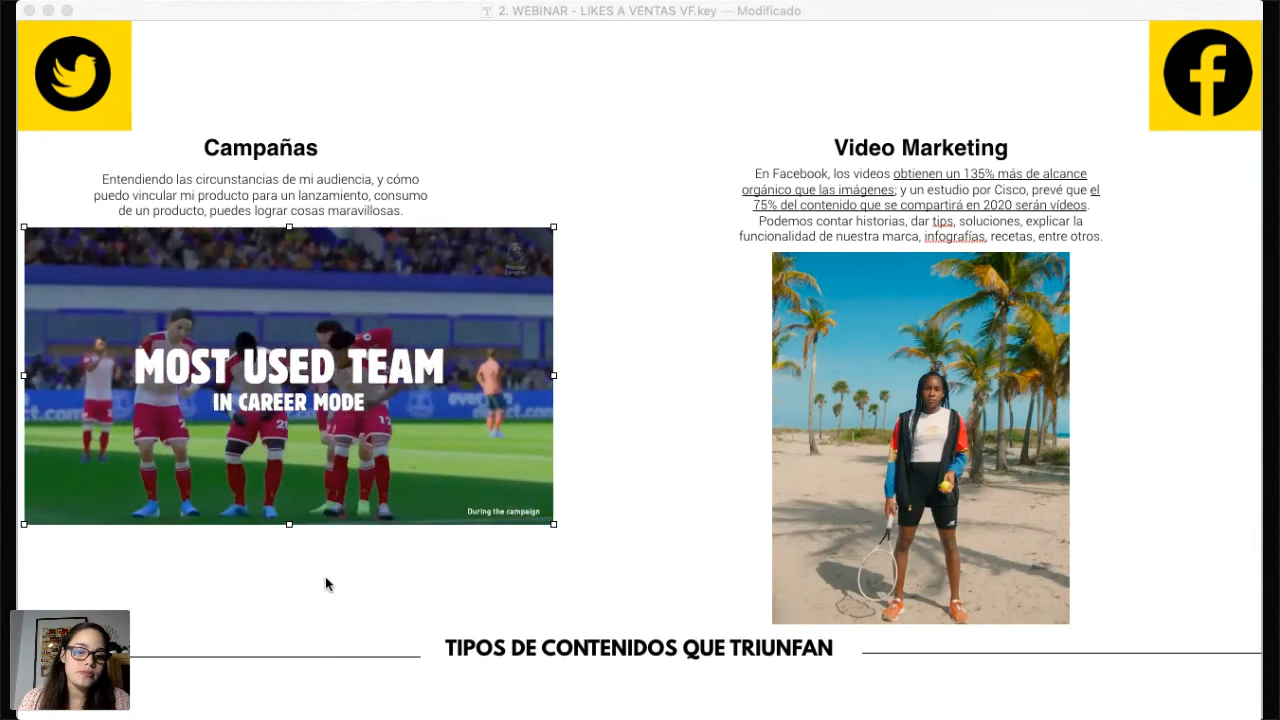 2. WEBINAR - LIKES A VENTAS VF.key — Modificado
Campañas
Entendiendo las circunstancias de mi audiencia, y cómo
puedo vincular mi producto para un lanzamiento, consumo
de un producto, puedes lograr cosas maravillosas.
MOST USED TEAM
IN CAREER MODE
During the campaign
Video Marketing
En Facebook, los videos obtienen un 135% más de alcance
orgánico que las imágenes; y un estudio por Cisco, prevé que el
75% del contenido que se compartirá en 2020 serán vídeos.
Podemos contar historias, dar tips, soluciones, explicar la
funcionalidad de nuestra marca, infografías, recetas, entre otros.
TIPOS DE CONTENIDOS QUE TRIUNFAN